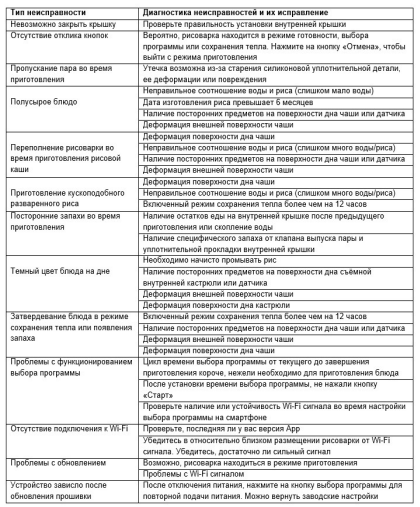 Тип неисправности
Диагностика неисправностей и их исправление
Невозможно закрыть крышку
Проверьте правильность установки внутренней крышки
Отсутствие отклика кнопок
Вероятно, рисоварка находится в режиме готовности, выбора
программы или сохранения тепла. Нажмите на кнопку «Отмена», чтобы
выйти с режима приготовления
Пропускание пара во время
приготовления
Утечка возможна из-за старения силиконовой уплотнительной детали,
ее деформации или повреждения
Полусырое блюдо
Неправильное соотношение воды и риса (слишком мало воды)
Дата изготовления риса превышает 6 месяцев
Наличие посторонних предметов на поверхности дна чаши или датчика
Деформация внешней поверхности чаши
Переполнение рисоварки во
время приготовления рисовой
каши
Деформация поверхности дна чаши
Неправильное соотношение воды и риса (слишком много воды/риса)
Наличие посторонних предметов на поверхности дна чаши или датчика
Деформация внешней поверхности чаши
Приготовление кускоподобного
разваренного риса
Деформация поверхности дна чаши
Неправильное соотношение воды и риса (слишком много воды/риса)
Включенный режим сохранения тепла более чем на 12 часов
Посторонние запахи во время
приготовления
Наличие остатков еды на внутренней крышке после предыдущего
приготовления или скопление воды
Наличие специфического запаха от клапана выпуска пары и
уплотнительной прокладки внутренней крышки
Темный цвет блюда на дне
Необходимо начисто промывать рис
Наличие посторонних предметов на поверхности дна съёмной
внутренней кастрюли или датчика
Деформация внешней поверхности чаши
Деформация поверхности дна кастрюли
Затвердевание блюда в режиме
сохранения тепла или появления
запаха
Включенный режим сохранения тепла более чем на 12 часов
Наличие посторонних предметов на поверхности дна чаши или датчика
Деформация внешней поверхности чаши
Деформация поверхности дна чаши
Проблемы с функционированием
выбора программы
Цикл времени выбора программы от текущего до завершения
приготовления короче, нежели необходимо для приготовления блюда
После установки времени выбора программы, не нажали кнопку
«Старт»
Проверьте наличие или устойчивость Wi-Fi сигнала во время настройки
выбора программы на смартфоне
Отсутствие подключения к Wi-Fi
Проверьте, последняя ли у вас версия App
Убедитесь в относительно близком размещении рисоварки от Wi-Fi
сигнала. Убедитесь, достаточно ли сильный сигнал
Проблемы с обновлением
Возможно, рисоварка находиться в режиме приготовления
Проблемы с Wi-Fi сигналом
Устройство зависло после
обновления прошивки
После отключения питания, нажмите на кнопку выбора программы для
повторной подачи питания. Можно вернуть заводские настройки